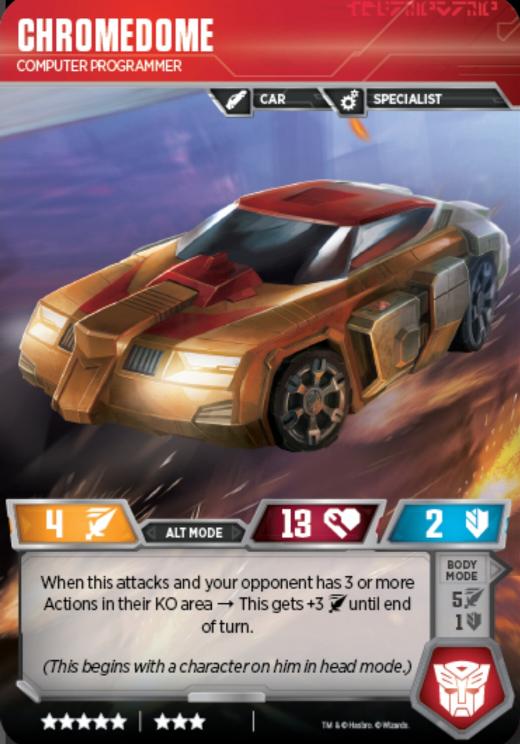 CHROMEDOME
COMPUTER PROGRAMMER
CAR
SPECIALIST
4
ALT MODE
13
2
When this attacks and your opponent has 3 or more
Actions in their KO area → This gets +3 until end
of turn.
(This begins with a character on him in head mode.)
BODY
MODE
5
1
TM & © Hasbro. © Wizards.